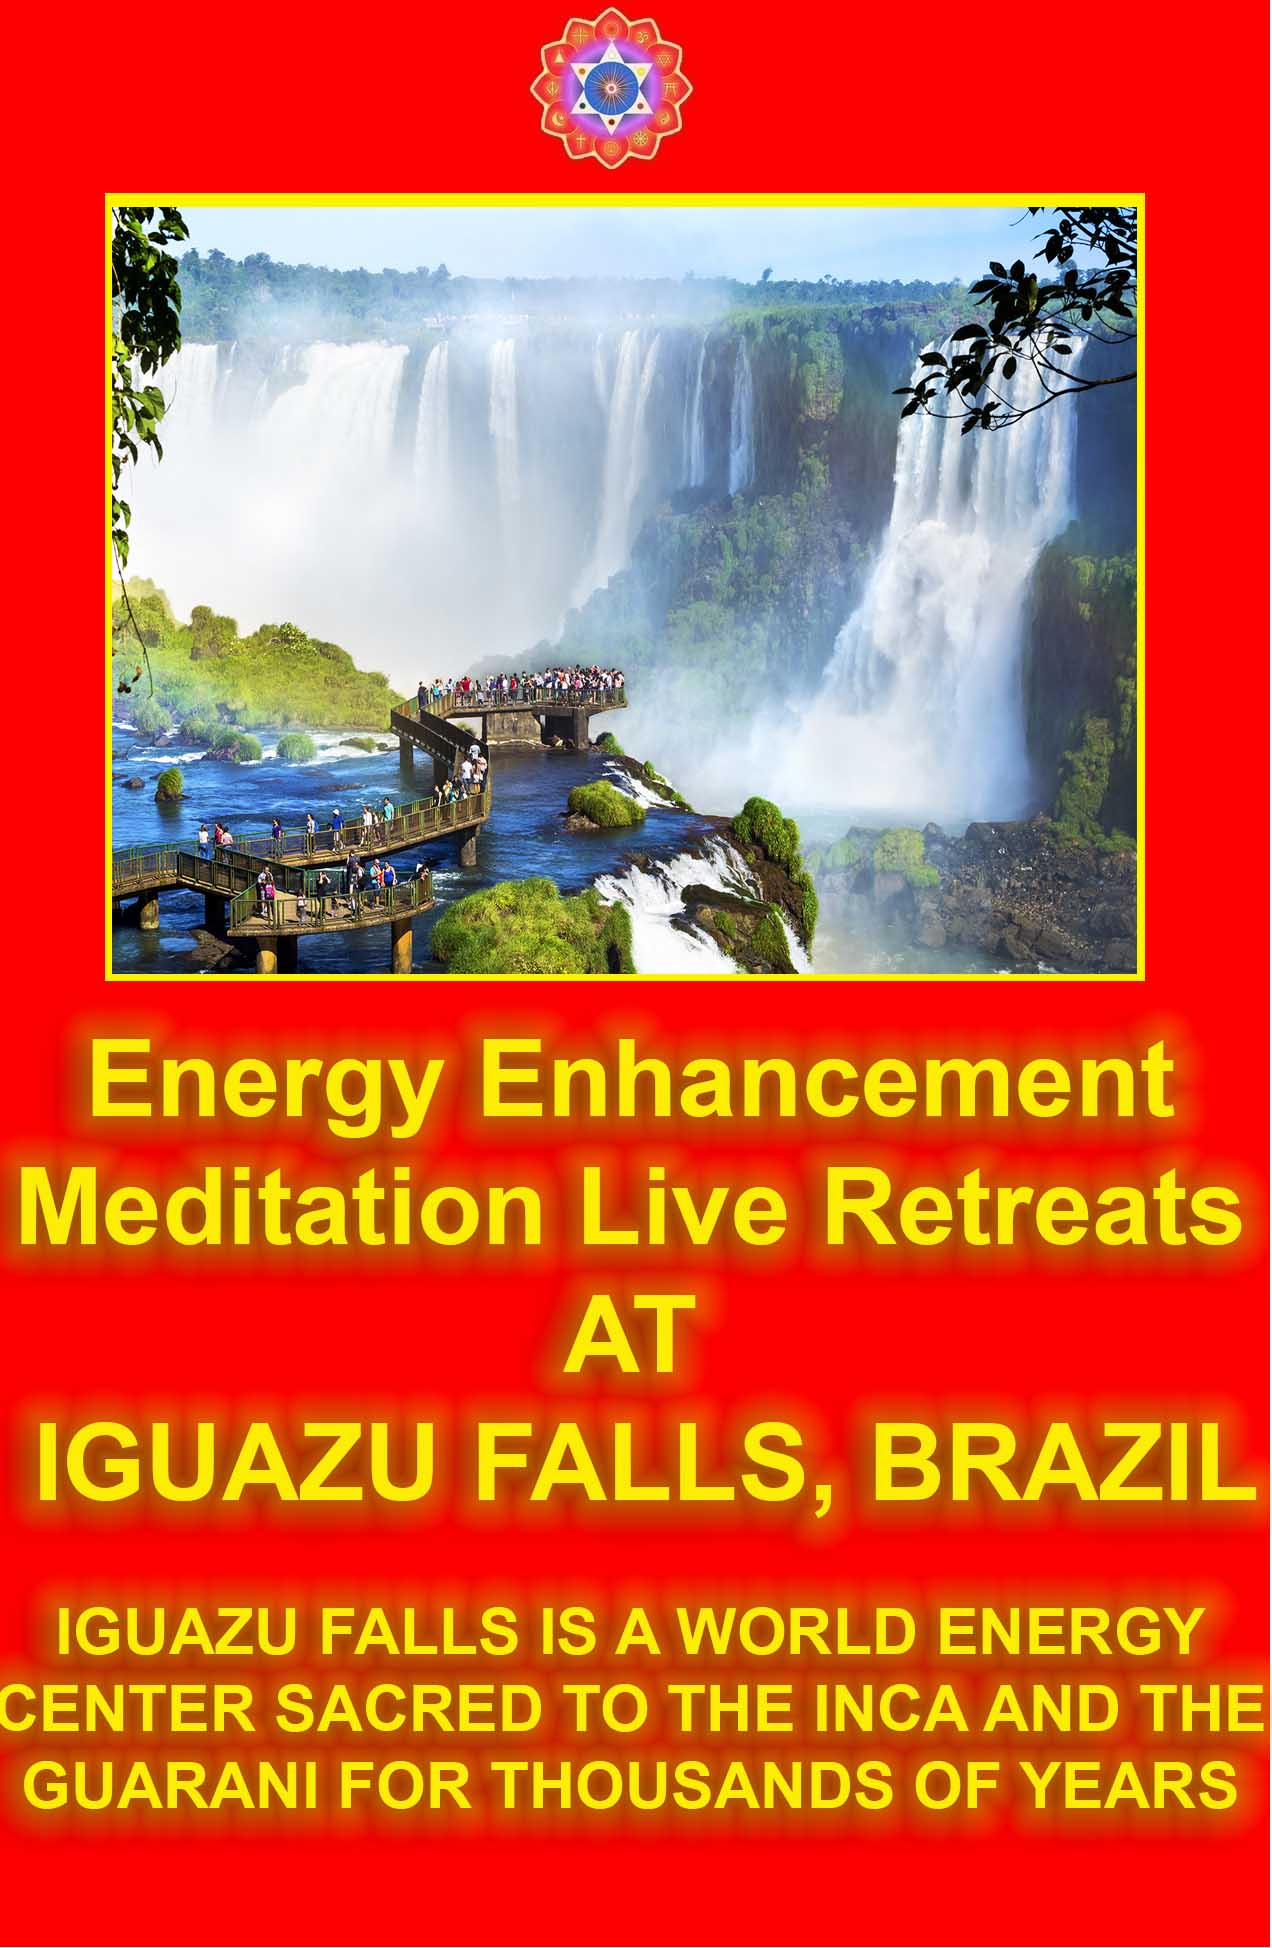 Energy Enhancement
Meditation Live Retreats
AT
IGUAZU FALLS, BRAZIL
IGUAZU FALLS IS A WORLD ENERGY
CENTER SACRED TO THE INCA AND THE
GUARANI FOR THOUSANDS OF YEARS